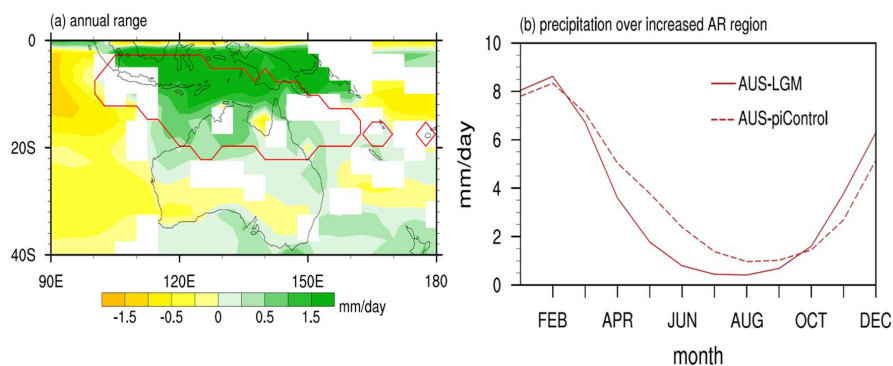 (a) annual range
0
20S
40S
90E 120E 150E 180
-1.5 -0.5 0 0.5 1.5 mm/day
(b) precipitation over increased AR region
10
8
6
4
2
0
mm/day
AUS-LGM
AUS-piControl
FEB APR JUN AUG OCT DEC
month